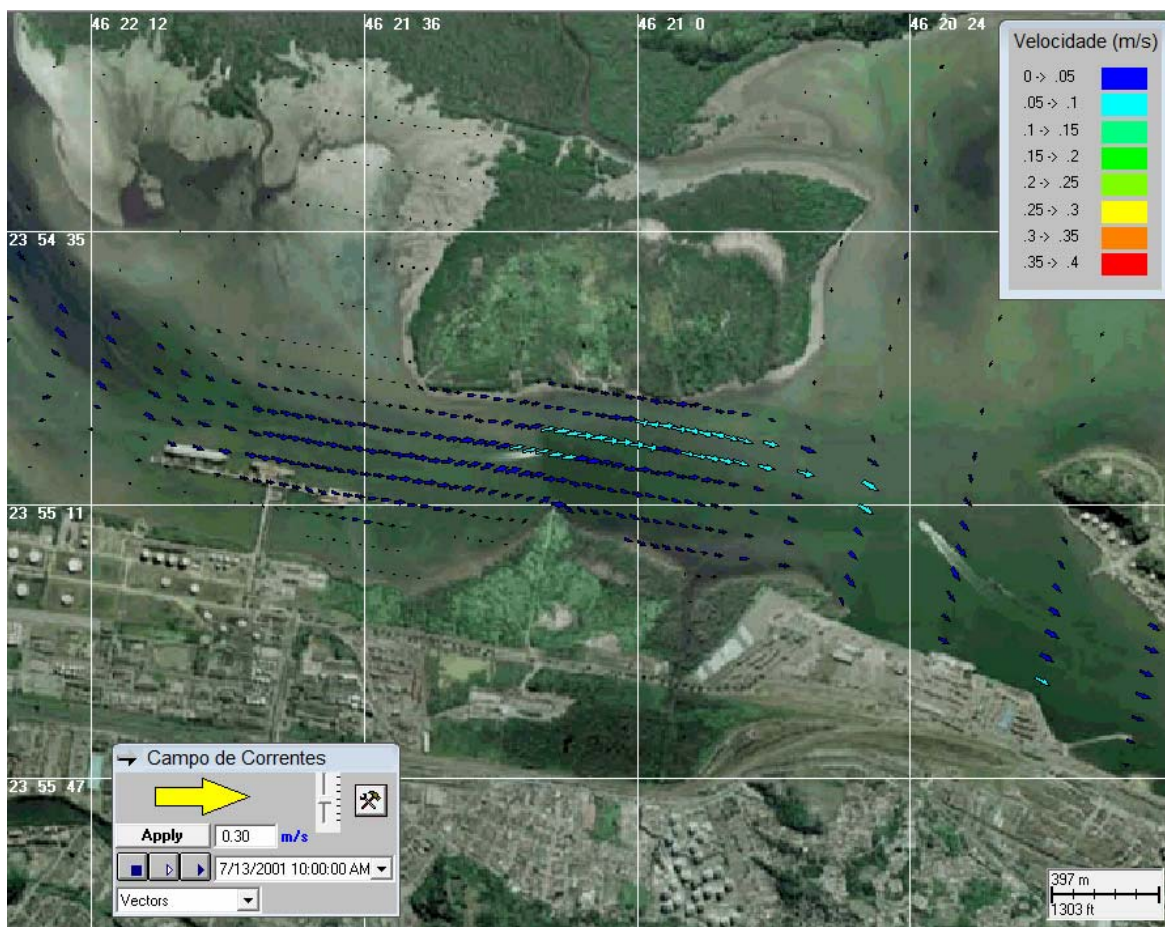 46 22 12
46 21 36
46 21 0
46 20 24
Velocidade (m/s)
0 -> .05
.05 -> .1
.1 -> .15
.15 -> .2
.2 -> .25
.25 -> .3
.3 -> .35
.35 -> .4
23 54 35
23 55 11
23 55 47
Campo de Correntes
Apply
0.30
m/s
7/13/2001 10:00:00 AM
Vectors
397 m
1303 ft